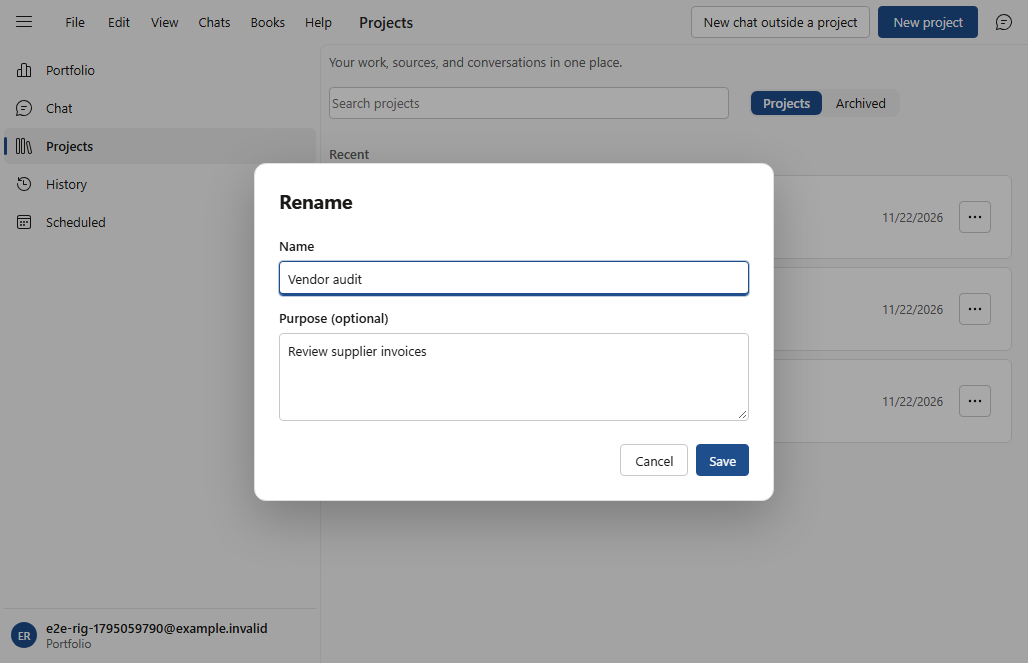 File Edit View Chats Books Help Projects New chat outside a project New project
Portfolio
Chat
Projects
History
Scheduled
Your work, sources, and conversations in one place.
Search projects
Projects Archived
Recent
11/22/2026 ...
11/22/2026 ...
11/22/2026 ...
Rename
Name
Vendor audit
Purpose (optional)
Review supplier invoices
Cancel Save
ER e2e-rig-1795059790@example.invalid
Portfolio